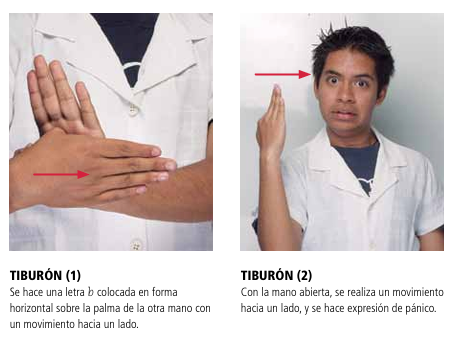 TIBURÓN (1)
Se hace una letra b colocada en forma
horizontal sobre la palma de la otra mano con
un movimiento hacia un lado.
TIBURÓN (2)
Con la mano abierta, se realiza un movimiento
hacia un lado, y se hace expresión de pánico.